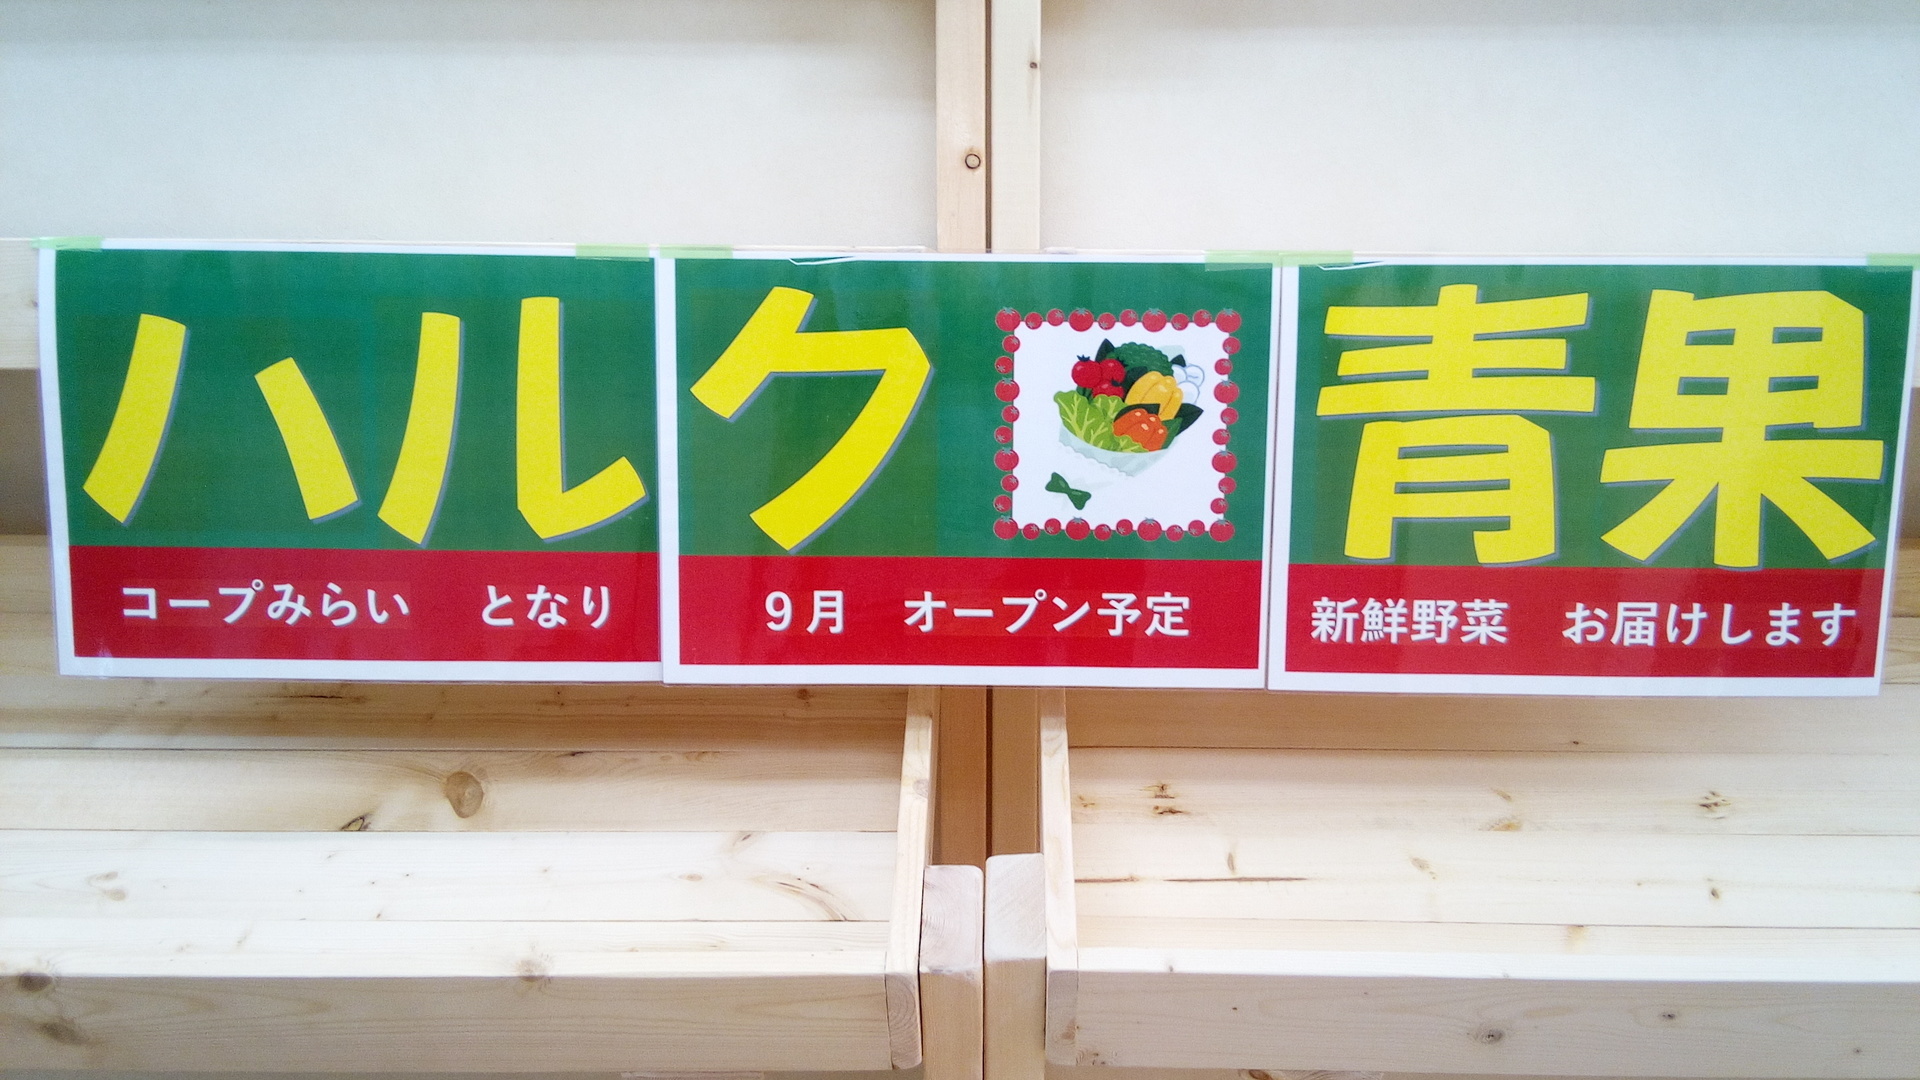 ハルク 青果
コープみらい となり 9月 オープン予定 新鮮野菜 お届けします